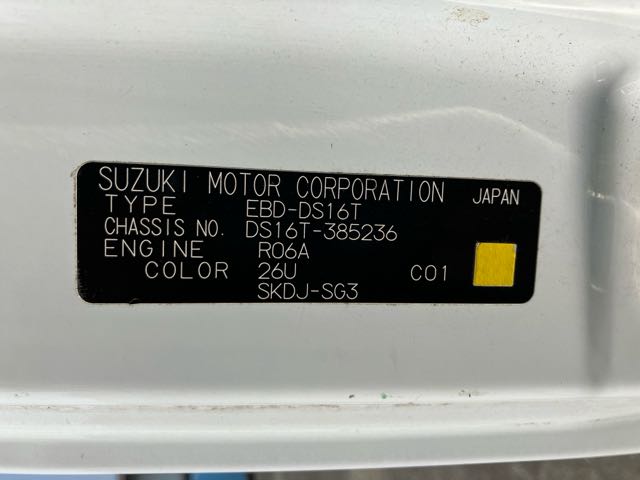 SUZUKI MOTOR CORPORATION JAPAN
TYPE EBD-DS16T
CHASSIS NO. DS16T-385236
ENGINE R06A
COLOR 26U C01
SKDJ-SG3